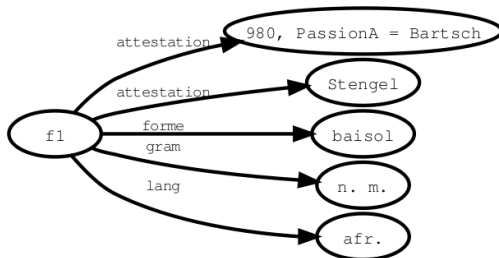 980, PassionA = Bartsch
attestation
Stengel
attestation
forme
f1
baisol
gram
n. m.
lang
afr.